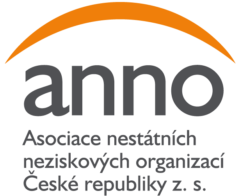 anno
Asociace nestátních
neziskových organizací
České republiky z. s.